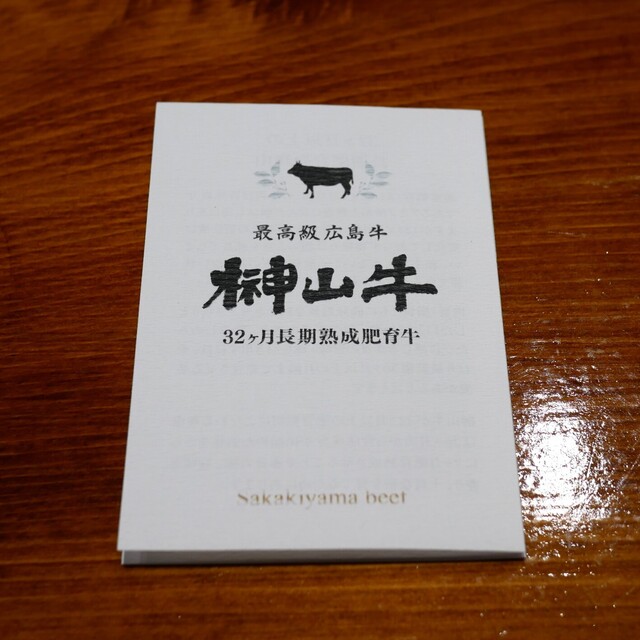 最高級広島牛
榊山牛
32ヶ月長期熟成肥育牛
Sakakiyama beef